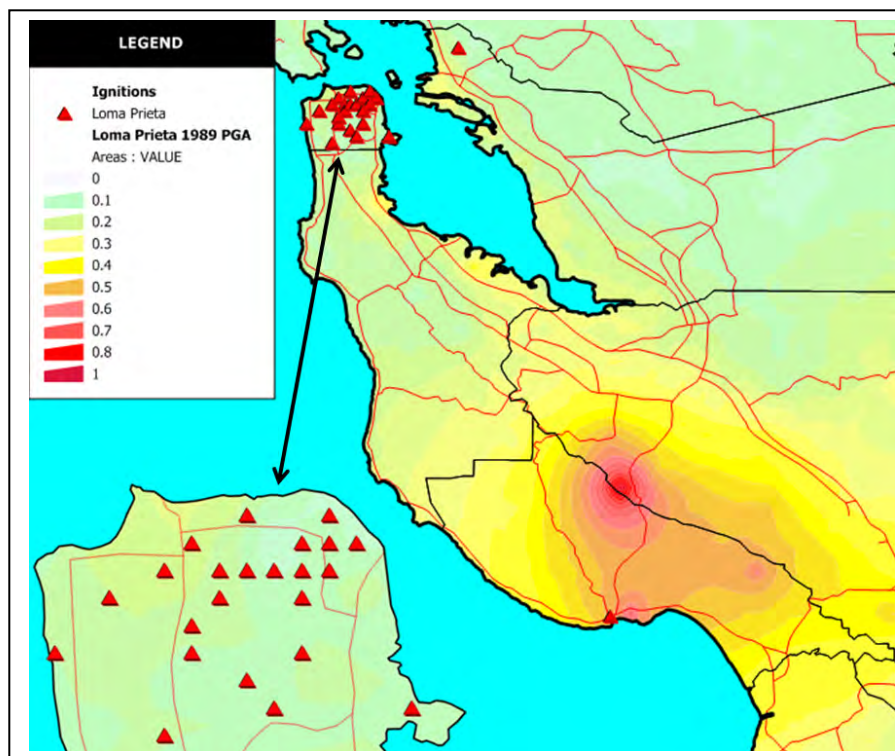 LEGEND
Ignitions
Loma Prieta
Loma Prieta 1989 PGA
Areas : VALUE
0
0.1
0.2
0.3
0.4
0.5
0.6
0.7
0.8
1